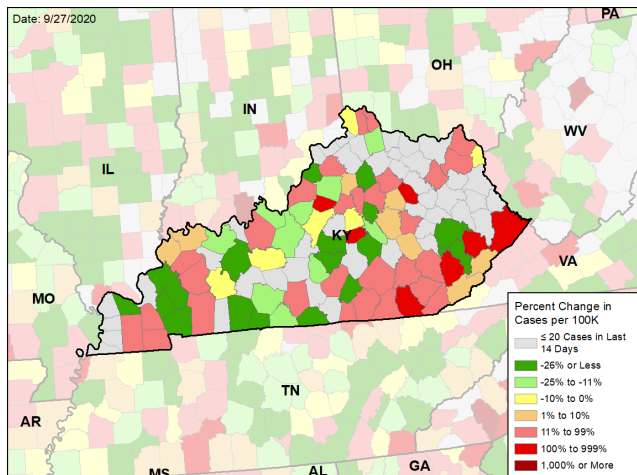 Date: 9/27/2020
PA
OH
IN
WV
IL
KY
VA
MO
Percent Change in
Cases per 100K
≤ 20 Cases in Last
14 Days
-26% or Less
-25% to -11%
-10% to 0%
1% to 10%
11% to 99%
100% to 999%
1,000% or More
TN
AR
MS
AL
GA